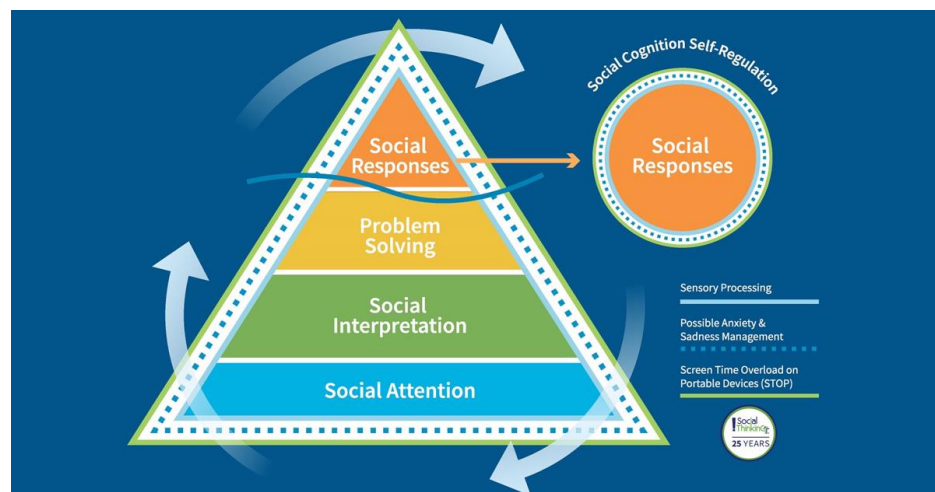 Social Cognition Self-Regulation
Social
Responses
Social
Responses
Problem
Solving
Social
Interpretation
Social Attention
Sensory Processing
Possible Anxiety &
Sadness Management
Screen Time Overload on
Portable Devices (STOP)
!Social
Thinking
25 YEARS